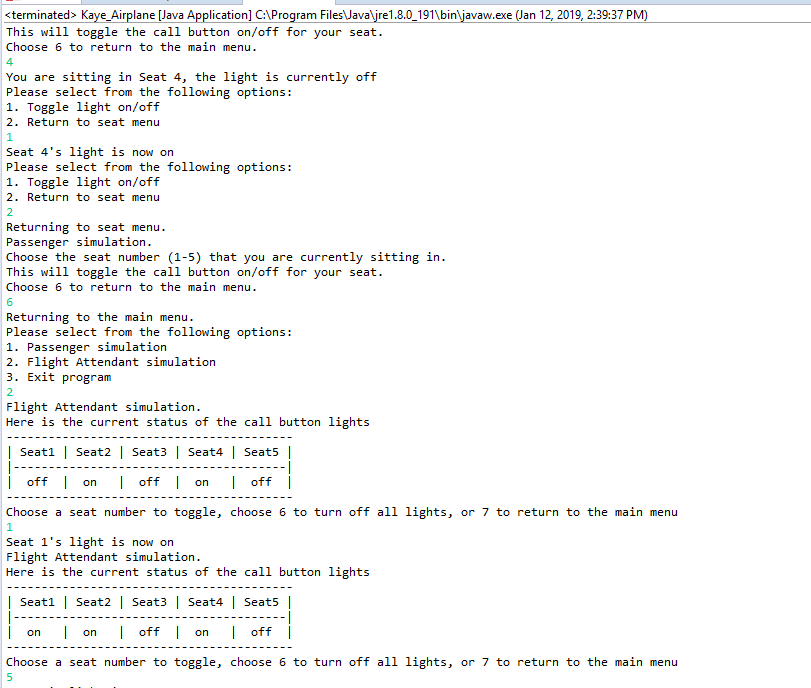 <terminated> Kaye_Airplane [Java Application] C:\Program Files\Java\jre1.8.0_191\bin\javaw.exe (Jan 12, 2019, 2:39:37 PM)
This will toggle the call button on/off for your seat.
Choose 6 to return to the main menu.
4
You are sitting in Seat 4, the light is currently off
Please select from the following options:
1. Toggle light on/off
2. Return to seat menu
1
Seat 4's light is now on
Please select from the following options:
1. Toggle light on/off
2. Return to seat menu
2
Returning to seat menu.
Passenger simulation.
Choose the seat number (1-5) that you are currently sitting in.
This will toggle the call button on/off for your seat.
Choose 6 to return to the main menu.
6
Returning to the main menu.
Please select from the following options:
1. Passenger simulation
2. Flight Attendant simulation
3. Exit program
2
Flight Attendant simulation.
Here is the current status of the call button lights
-----------------------------------------
| Seat1 | Seat2 | Seat3 | Seat4 | Seat5 |
|---------------------------------------|
|  off  |  on   |  off  |  on   |  off  |
-----------------------------------------
Choose a seat number to toggle, choose 6 to turn off all lights, or 7 to return to the main menu
1
Seat 1's light is now on
Flight Attendant simulation.
Here is the current status of the call button lights
-----------------------------------------
| Seat1 | Seat2 | Seat3 | Seat4 | Seat5 |
|---------------------------------------|
|  on   |  on   |  off  |  on   |  off  |
-----------------------------------------
Choose a seat number to toggle, choose 6 to turn off all lights, or 7 to return to the main menu
5